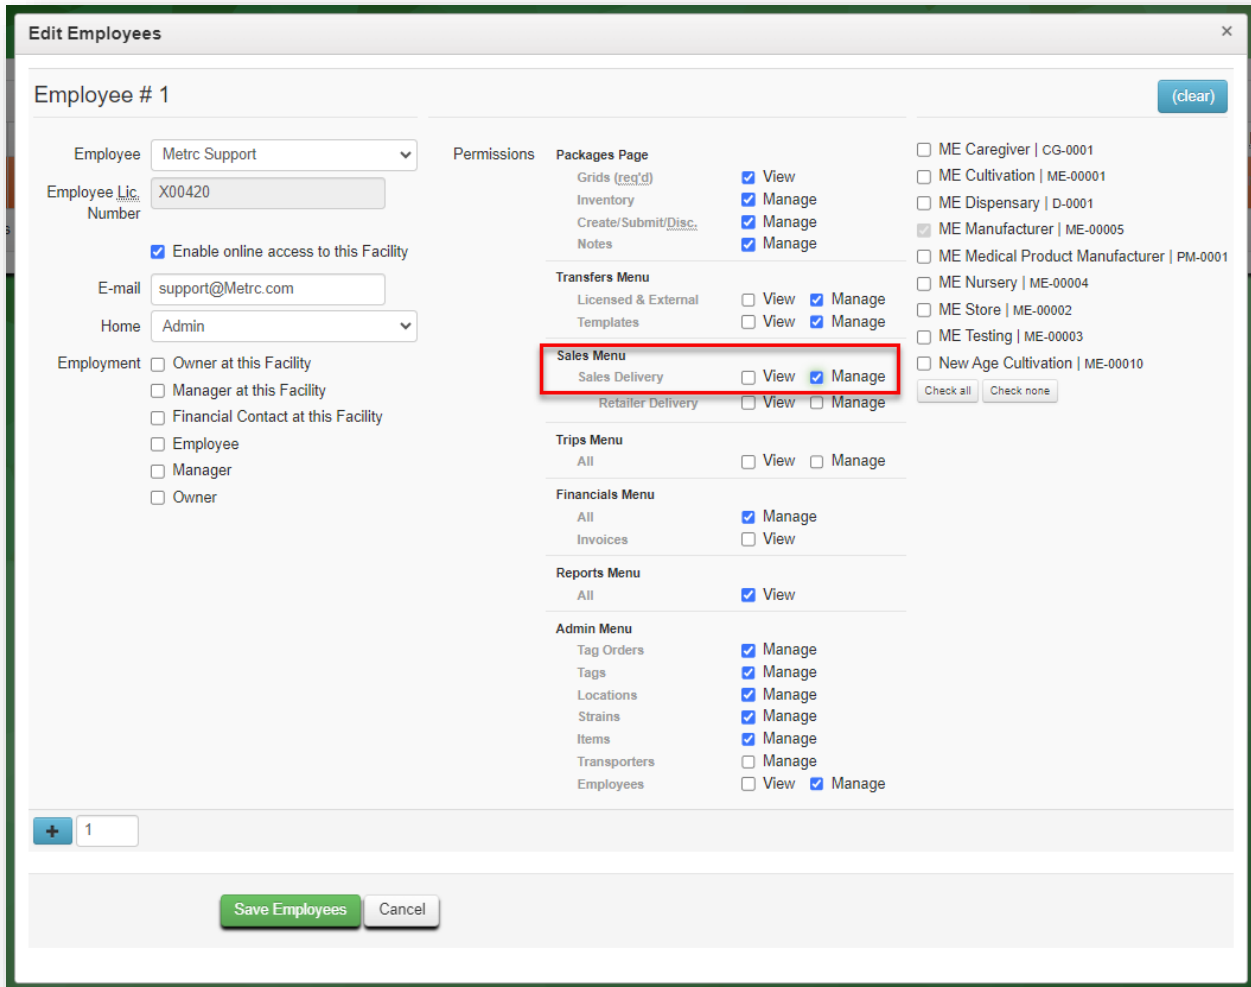 Edit Employees
×
Employee # 1
(clear)
Employee
Metrc Support
Employee Lic. Number
X00420
Enable online access to this Facility
E-mail
support@Metrc.com
Home
Admin
Employment
Owner at this Facility
Manager at this Facility
Financial Contact at this Facility
Employee
Manager
Owner
Permissions
Packages Page
Grids (req'd) View
Inventory Manage
Create/Submit/Disc. Manage
Notes Manage
Transfers Menu
Licensed & External View Manage
Templates View Manage
Sales Menu
Sales Delivery View Manage
Retailer Delivery View Manage
Trips Menu
All View Manage
Financials Menu
All Manage
Invoices View
Reports Menu
All View
Admin Menu
Tag Orders Manage
Tags Manage
Locations Manage
Strains Manage
Items Manage
Transporters Manage
Employees View Manage
ME Caregiver | CG-0001
ME Cultivation | ME-00001
ME Dispensary | D-0001
ME Manufacturer | ME-00005
ME Medical Product Manufacturer | PM-0001
ME Nursery | ME-00004
ME Store | ME-00002
ME Testing | ME-00003
New Age Cultivation | ME-00010
Check all Check none
+ 1
Save Employees Cancel
s